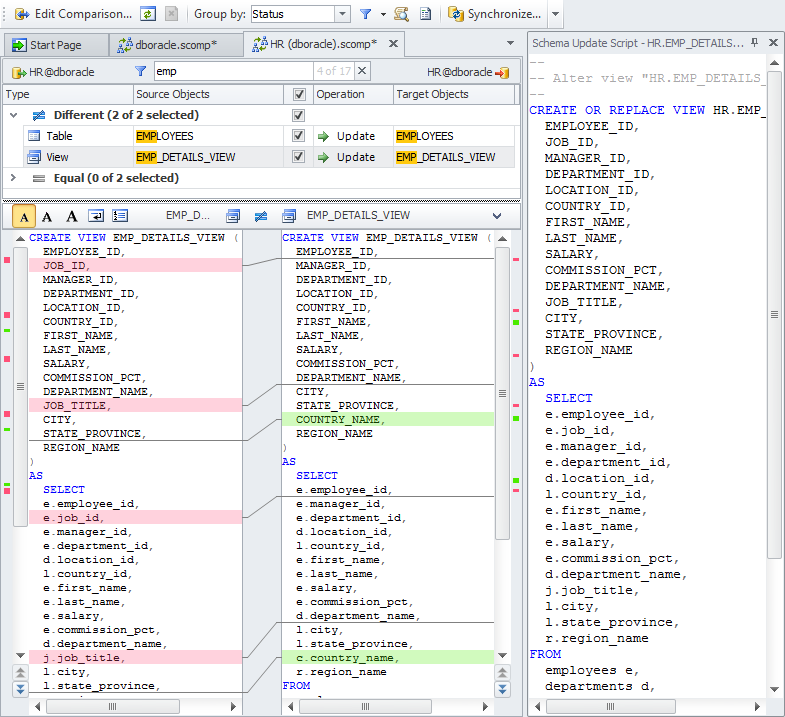 Edit Comparison...
Group by:
Status
Synchronize...
Start Page
dboracle.scomp*
HR (dboracle).scomp*
HR@dboracle
emp
4 of 17
HR@dboracle
Type
Source Objects
Operation
Target Objects
Different (2 of 2 selected)
Table
EMPLOYEES
Update
EMPLOYEES
View
EMP_DETAILS_VIEW
Update
EMP_DETAILS_VIEW
Equal (0 of 2 selected)
A A A
EMP_D...
EMP_DETAILS_VIEW
CREATE VIEW EMP_DETAILS_VIEW (
EMPLOYEE_ID,
JOB_ID,
MANAGER_ID,
DEPARTMENT_ID,
LOCATION_ID,
COUNTRY_ID,
FIRST_NAME,
LAST_NAME,
SALARY,
COMMISSION_PCT,
DEPARTMENT_NAME,
JOB_TITLE,
CITY,
STATE_PROVINCE,
REGION_NAME
)
AS
SELECT
e.employee_id,
e.job_id,
e.manager_id,
e.department_id,
d.location_id,
l.country_id,
e.first_name,
e.last_name,
e.salary,
e.commission_pct,
d.department_name,
j.job_title,
l.city,
l.state_province,
CREATE VIEW EMP_DETAILS_VIEW (
EMPLOYEE_ID,
MANAGER_ID,
DEPARTMENT_ID,
LOCATION_ID,
COUNTRY_ID,
FIRST_NAME,
LAST_NAME,
SALARY,
COMMISSION_PCT,
DEPARTMENT_NAME,
CITY,
STATE_PROVINCE,
COUNTRY_NAME,
REGION_NAME
)
AS
SELECT
e.employee_id,
e.manager_id,
e.department_id,
d.location_id,
l.country_id,
e.first_name,
e.last_name,
e.salary,
e.commission_pct,
d.department_name,
l.city,
l.state_province,
c.country_name,
r.region_name
FROM
Schema Update Script - HR.EMP_DETAILS...
--
-- Alter view "HR.EMP_DETAILS_
--
CREATE OR REPLACE VIEW HR.EMP_
EMPLOYEE_ID,
JOB_ID,
MANAGER_ID,
DEPARTMENT_ID,
LOCATION_ID,
COUNTRY_ID,
FIRST_NAME,
LAST_NAME,
SALARY,
COMMISSION_PCT,
DEPARTMENT_NAME,
JOB_TITLE,
CITY,
STATE_PROVINCE,
REGION_NAME
)
AS
SELECT
e.employee_id,
e.job_id,
e.manager_id,
e.department_id,
d.location_id,
l.country_id,
e.first_name,
e.last_name,
e.salary,
e.commission_pct,
d.department_name,
j.job_title,
l.city,
l.state_province,
r.region_name
FROM
employees e,
departments d,